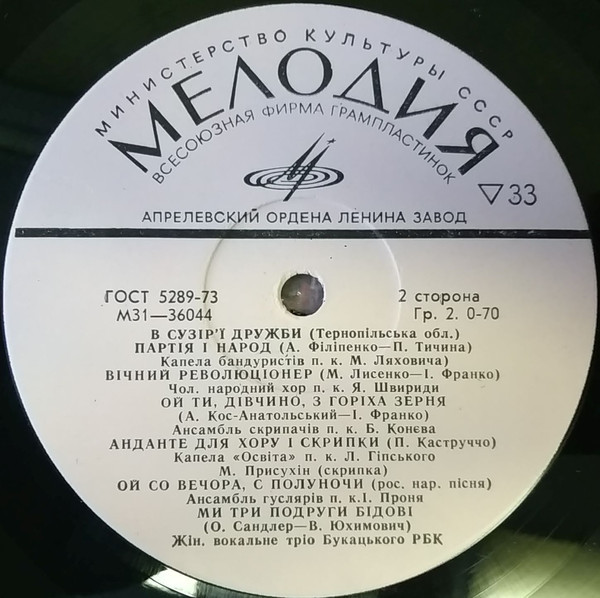 МИНИСТЕРСТВО КУЛЬТУРЫ СССР
МЕЛОДИЯ
ВСЕСОЮЗНАЯ ФИРМА ГРАМПЛАСТИНОК
▽33
АПРЕЛЕВСКИЙ ОРДЕНА ЛЕНИНА ЗАВОД
ГОСТ 5289-73 2 сторона
М31—36044 Гр. 2. 0-70
В СУЗІР'Ї ДРУЖБИ (Тернопільська обл.)
ПАРТІЯ І НАРОД (А. Філіпенко—П. Тичина)
Капела бандуристів п. к. М. Ляховича)
ВІЧНИЙ РЕВОЛЮЦІОНЕР (М. Лисенко—І. Франко)
Чол. народний хор п. к. Я. Швириди
ОЙ ТИ, ДІВЧИНО, З ГОРІХА ЗЕРНЯ
(А. Кос-Анатольський—І. Франко)
Ансамбль скрипачів п. к. Б. Конєва
АНДАНТЕ ДЛЯ ХОРУ І СКРИПКИ (П. Каструччо)
Капела «Освіта» п. к. Л. Гіпського
М. Присухін (скрипка)
ОЙ СО ВЕЧОРА, С ПОЛУНОЧИ (рос. нар. пісня)
Ансамбль гуслярів п. к.І. Проня
МИ ТРИ ПОДРУГИ БІДОВІ
(О. Сандлер—В. Юхимович)
Жін. вокальне тріо Букацького РБК